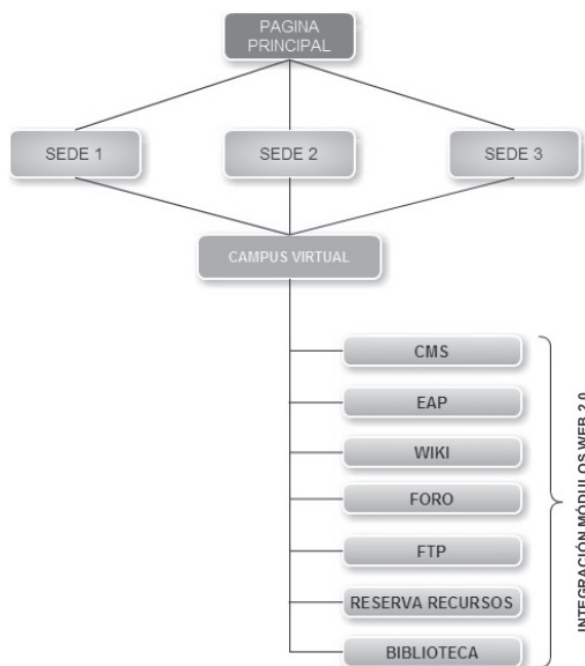 PAGINA
PRINCIPAL
SEDE 1
SEDE 2
SEDE 3
CAMPUS VIRTUAL
CMS
EAP
WIKI
FORO
FTP
RESERVA RECURSOS
BIBLIOTECA
INTEGRACIÓN MÓDULOS WEB 2.0